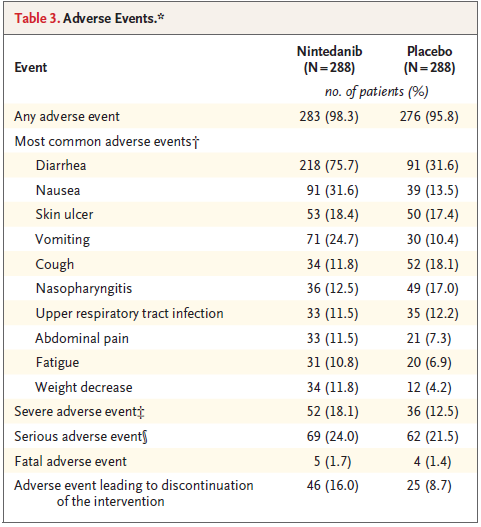 Table 3. Adverse Events.*
Event Nintedanib (N=288) Placebo (N=288)
no. of patients (%)
Any adverse event 283 (98.3) 276 (95.8)
Most common adverse events†
Diarrhea 218 (75.7) 91 (31.6)
Nausea 91 (31.6) 39 (13.5)
Skin ulcer 53 (18.4) 50 (17.4)
Vomiting 71 (24.7) 30 (10.4)
Cough 34 (11.8) 52 (18.1)
Nasopharyngitis 36 (12.5) 49 (17.0)
Upper respiratory tract infection 33 (11.5) 35 (12.2)
Abdominal pain 33 (11.5) 21 (7.3)
Fatigue 31 (10.8) 20 (6.9)
Weight decrease 34 (11.8) 12 (4.2)
Severe adverse event‡ 52 (18.1) 36 (12.5)
Serious adverse event§ 69 (24.0) 62 (21.5)
Fatal adverse event 5 (1.7) 4 (1.4)
Adverse event leading to discontinuation 46 (16.0) 25 (8.7)
of the intervention